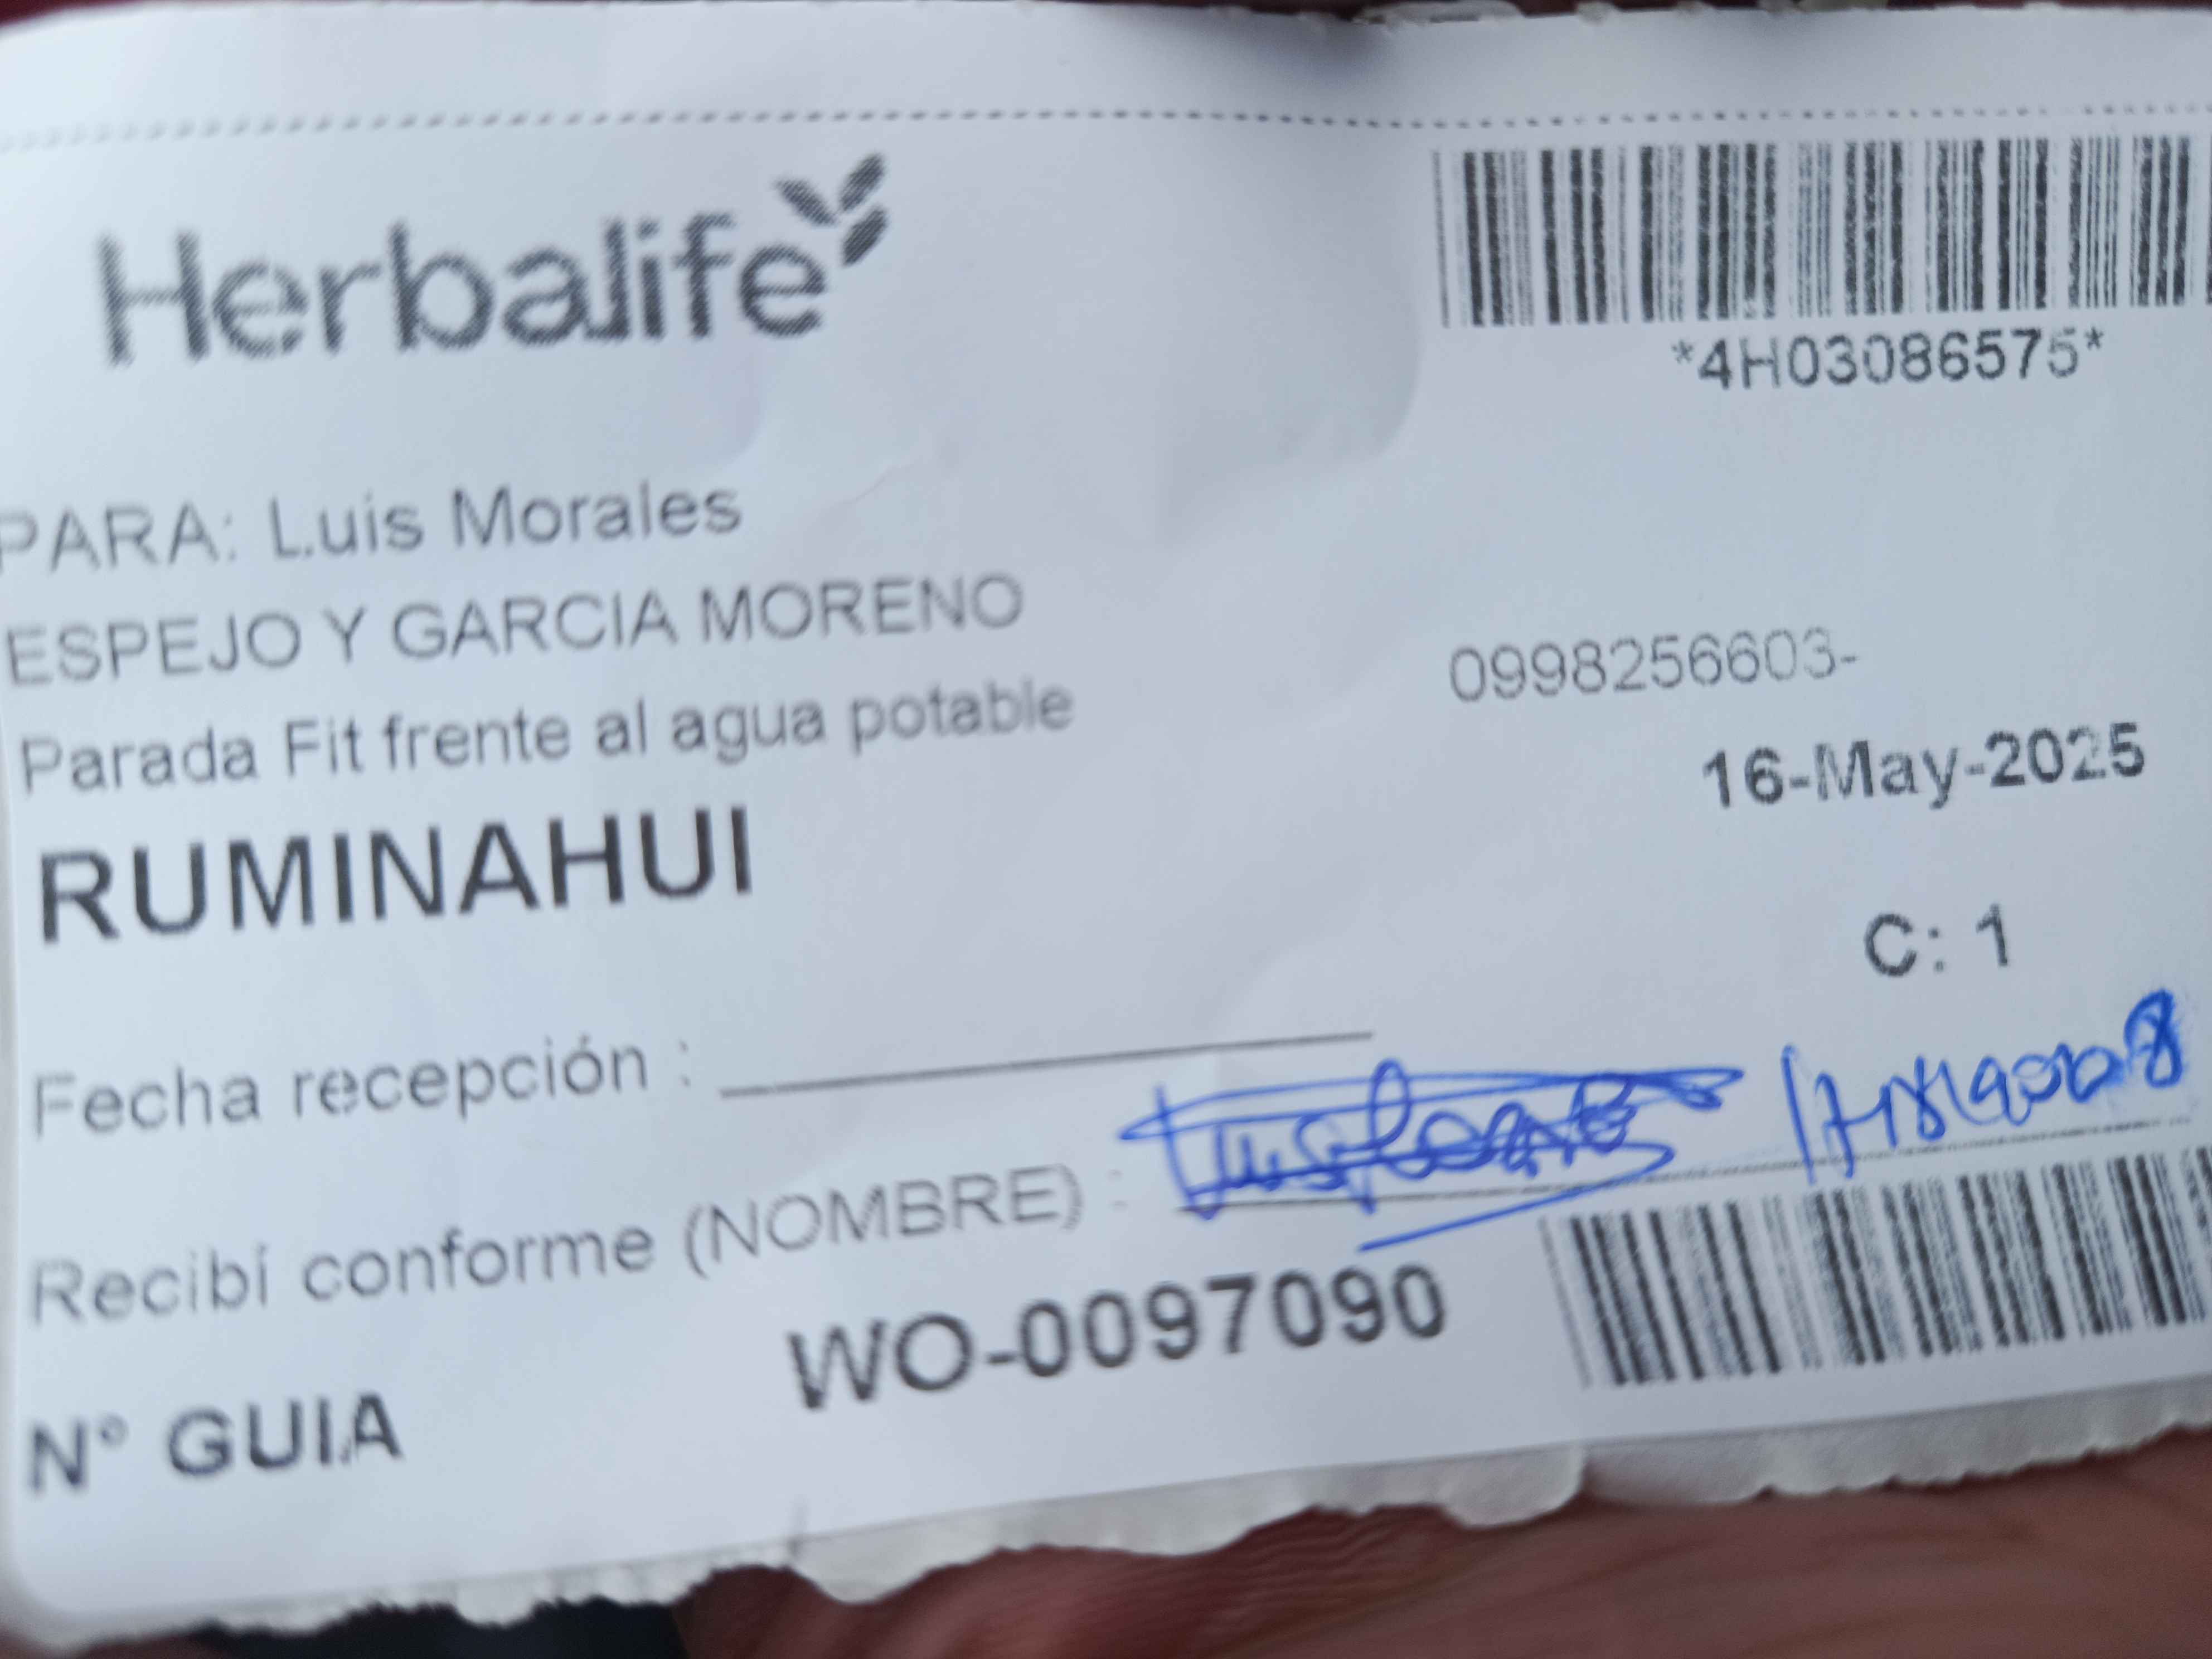 Herbalife
*4H03086575*
PARA: Luis Morales
ESPEJO Y GARCIA MORENO
0998256603-
Parada Fit frente al agua potable
16-May-2025
RUMINAHUI
C: 1
Fecha recepción :
Recibí conforme (NOMBRE) :
N° GUIA
WO-0097090